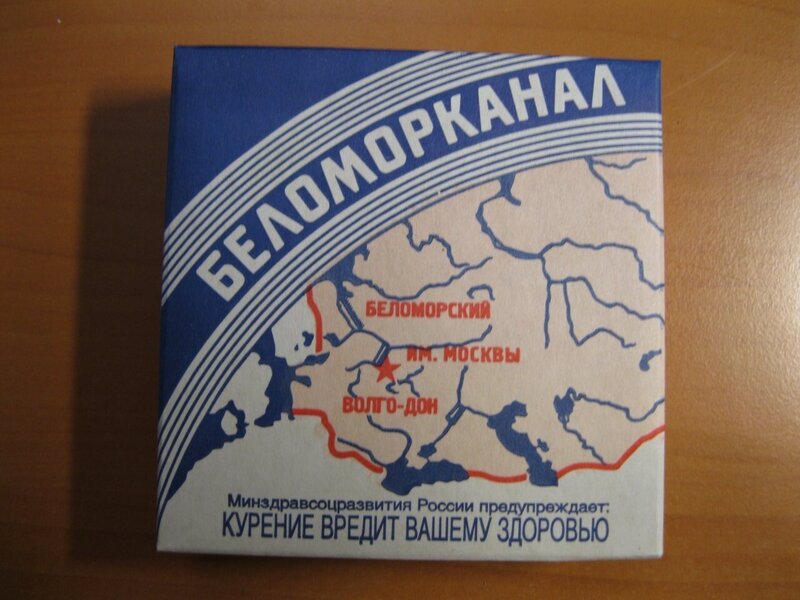 БЕЛОМОРКАНАЛ
БЕЛОМОРСКИЙ
ИМ. МОСКВЫ
ВОЛГО-ДОН
Минздравсоцразвития России предупреждает:
КУРЕНИЕ ВРЕДИТ ВАШЕМУ ЗДОРОВЬЮ